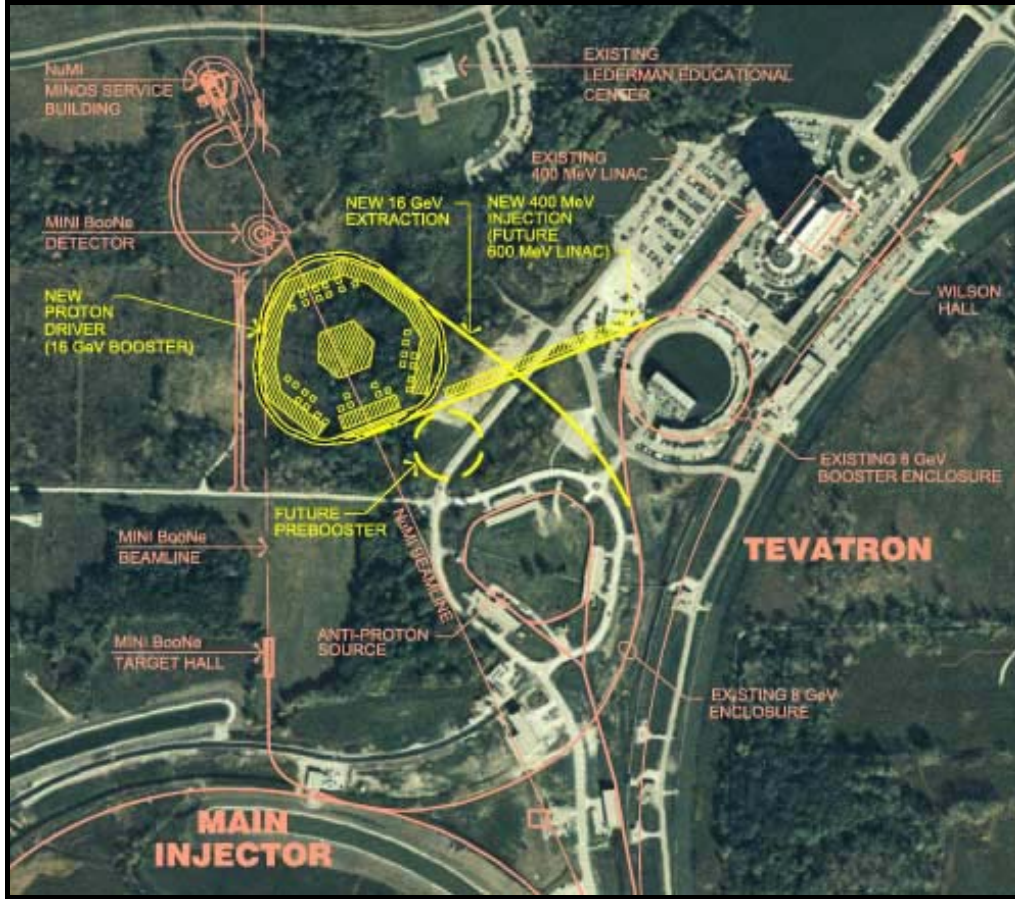 NuMI
MINOS SERVICE
BUILDING
EXISTING
LEDERMAN EDUCATIONAL
CENTER
EXISTING
400 MeV LINAC
MINI BooNe
DETECTOR
NEW 16 GeV
EXTRACTION
NEW 400 MeV
INJECTION
(FUTURE
600 MeV LINAC)
NEW
PROTON
DRIVER
(16 GeV BOOSTER)
WILSON
HALL
EXISTING 8 GeV
BOOSTER ENCLOSURE
FUTURE
PREBOOSTER
MINI BooNe
BEAMLINE
NuMI BEAMLINE
TEVATRON
ANTI-PROTON
SOURCE
MINI BooNe
TARGET HALL
EXISTING 8 GeV
ENCLOSURE
MAIN
INJECTOR